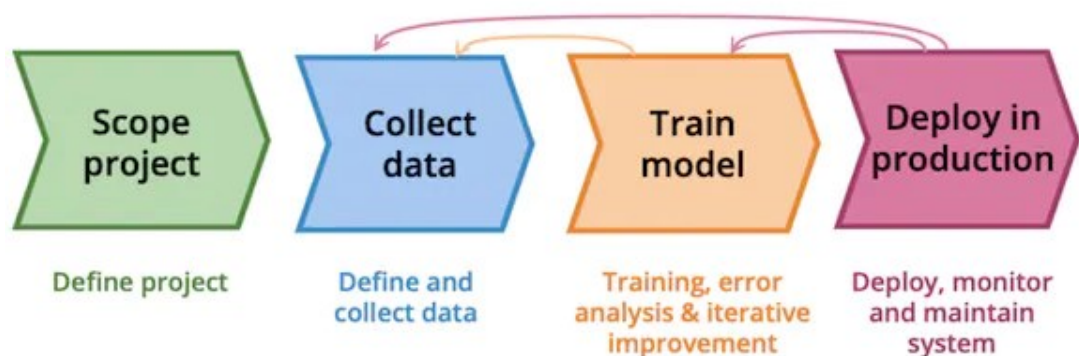 Scope
project
Collect
data
Train
model
Deploy in
production
Define project
Define and
collect data
Training, error
analysis & iterative
improvement
Deploy, monitor
and maintain
system